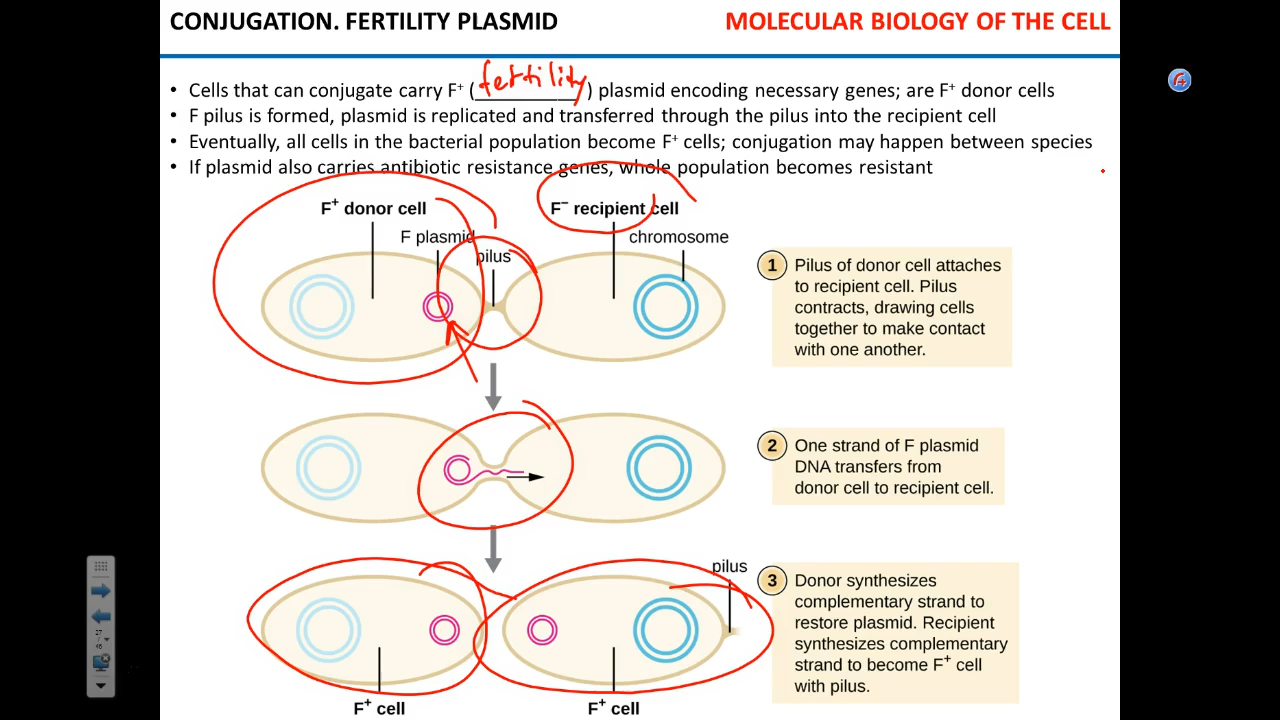 CONJUGATION. FERTILITY PLASMID
MOLECULAR BIOLOGY OF THE CELL
• Cells that can conjugate carry F⁺ (fertility) plasmid encoding necessary genes; are F⁺ donor cells
• F pilus is formed, plasmid is replicated and transferred through the pilus into the recipient cell
• Eventually, all cells in the bacterial population become F⁺ cells; conjugation may happen between species
• If plasmid also carries antibiotic resistance genes, whole population becomes resistant
F⁺ donor cell
F⁻ recipient cell
F plasmid
chromosome
pilus
1 Pilus of donor cell attaches
to recipient cell. Pilus
contracts, drawing cells
together to make contact
with one another.
2 One strand of F plasmid
DNA transfers from
donor cell to recipient cell.
pilus
3 Donor synthesizes
complementary strand to
restore plasmid. Recipient
synthesizes complementary
strand to become F⁺ cell
with pilus.
F⁺ cell
F⁺ cell